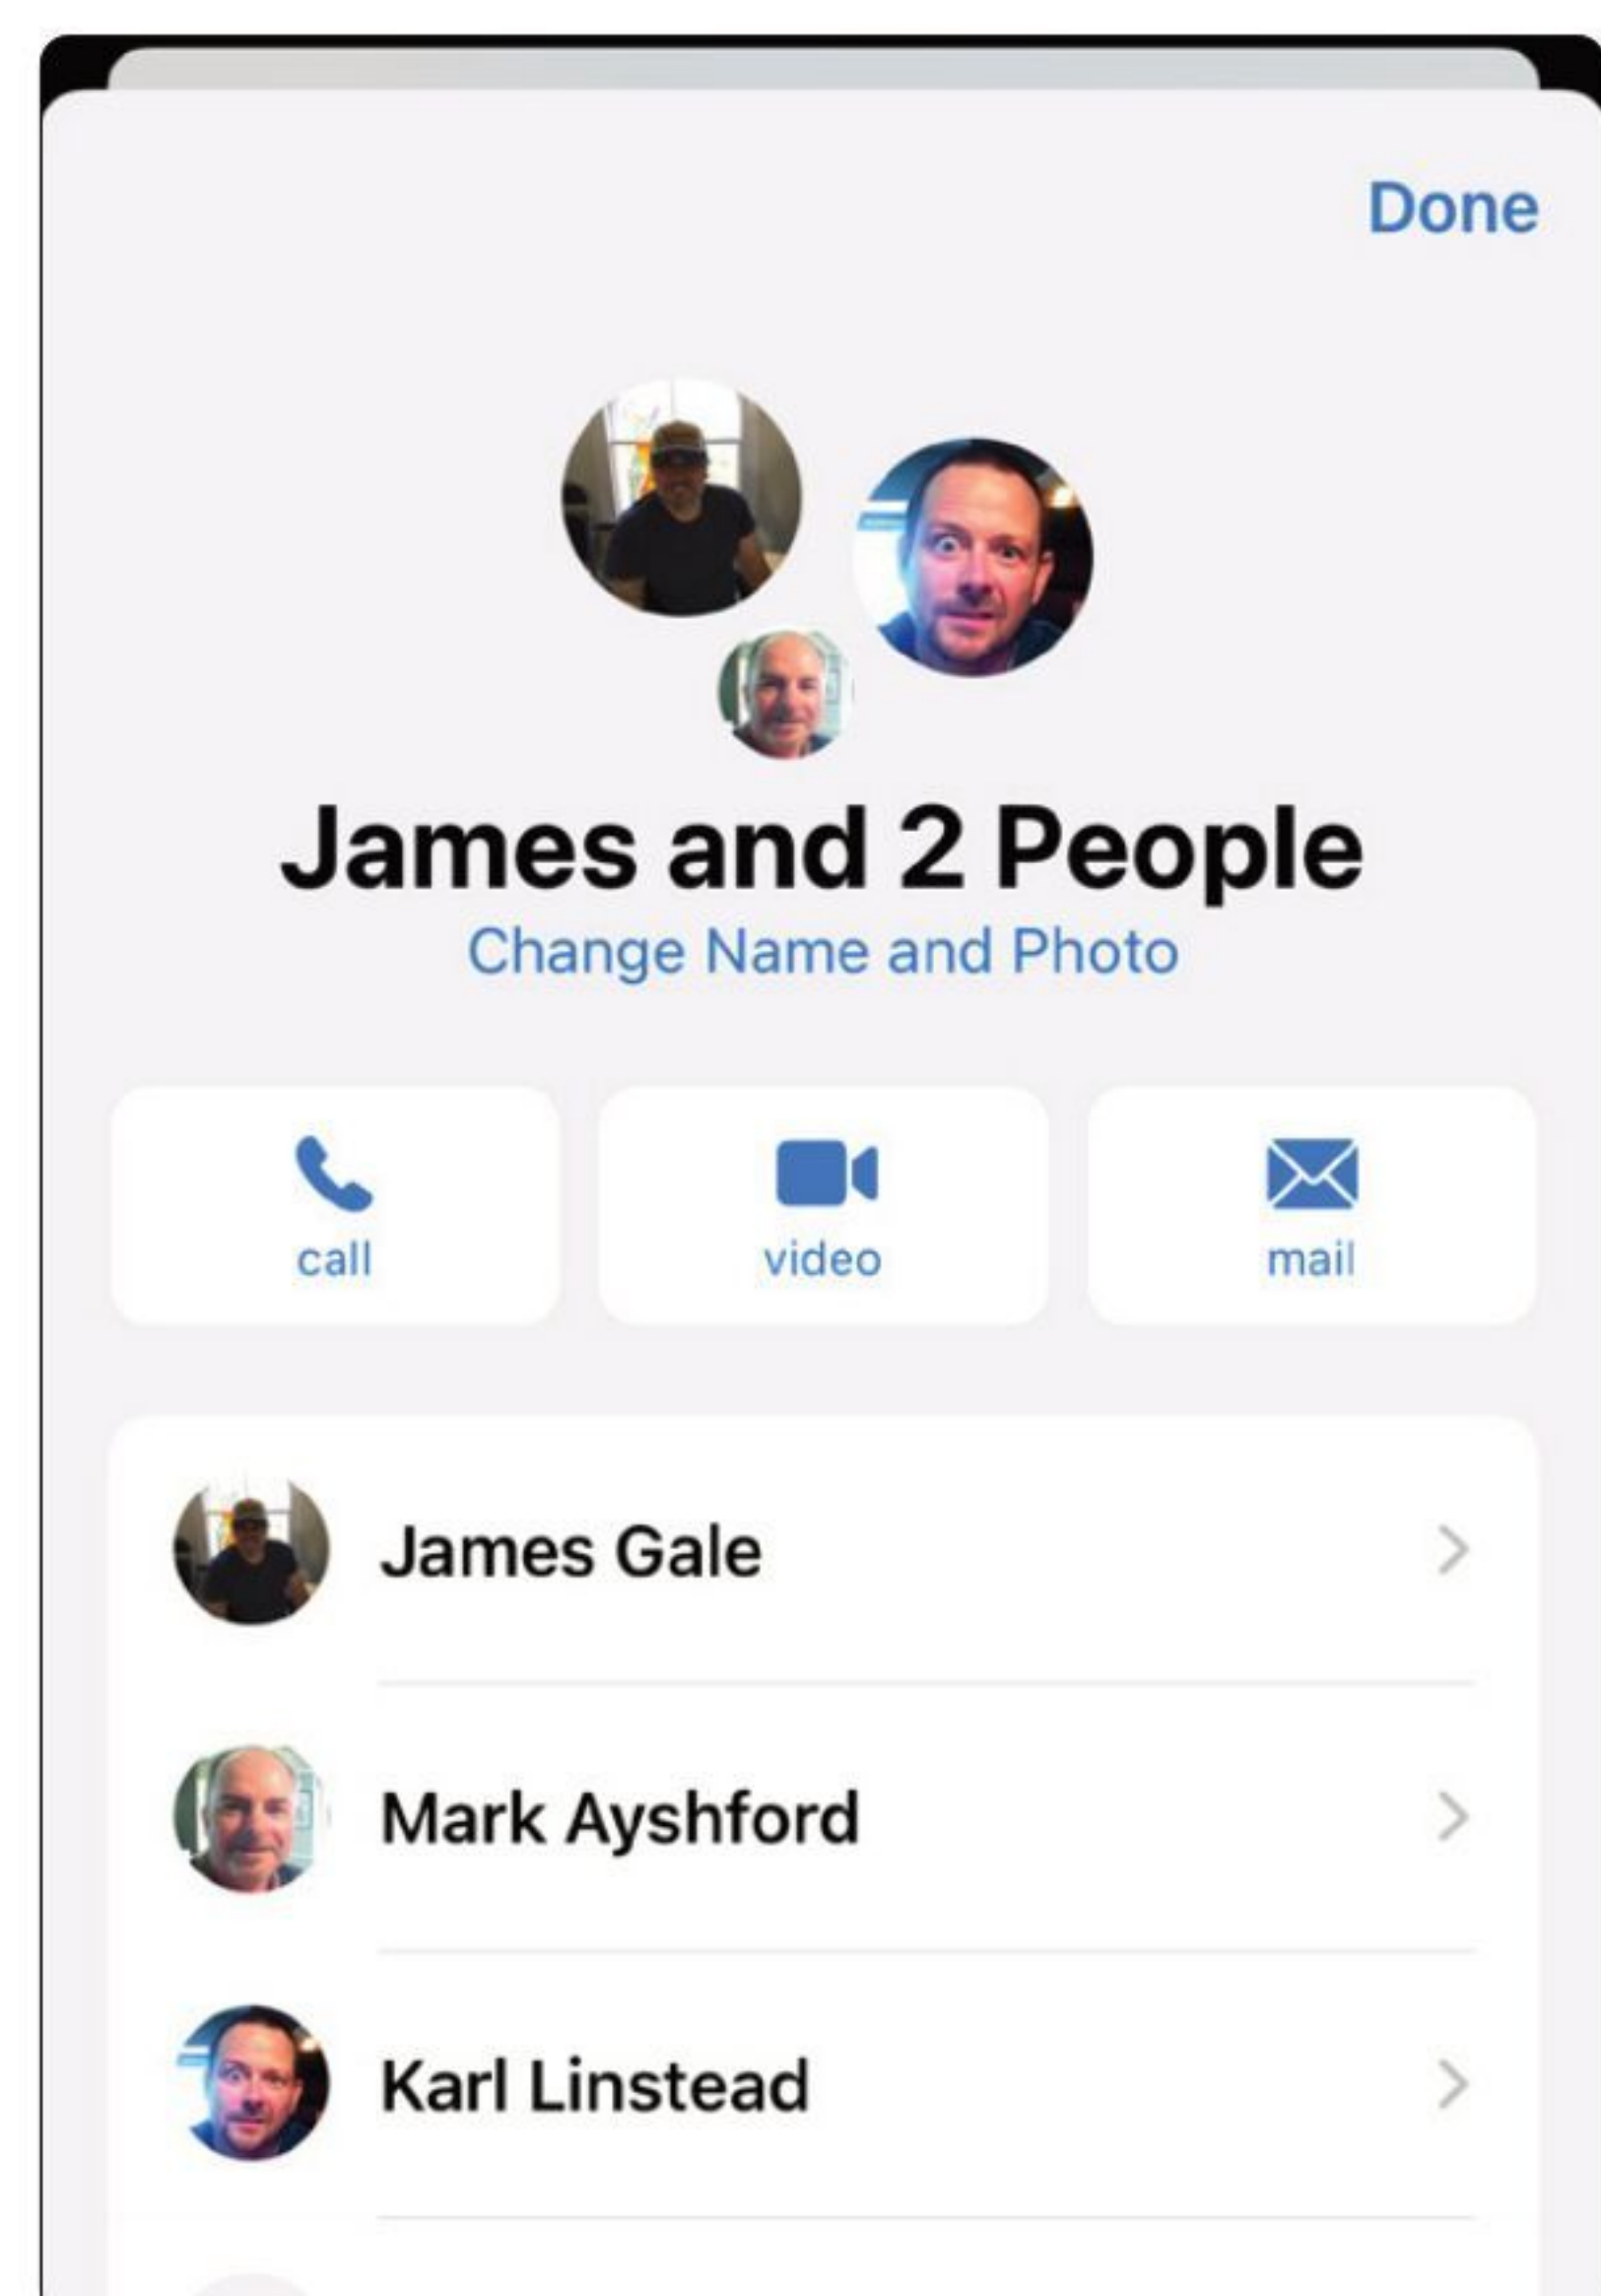 Done
James and 2 People
Change Name and Photo
call
video
mail
James Gale
Mark Ayshford
Karl Linstead